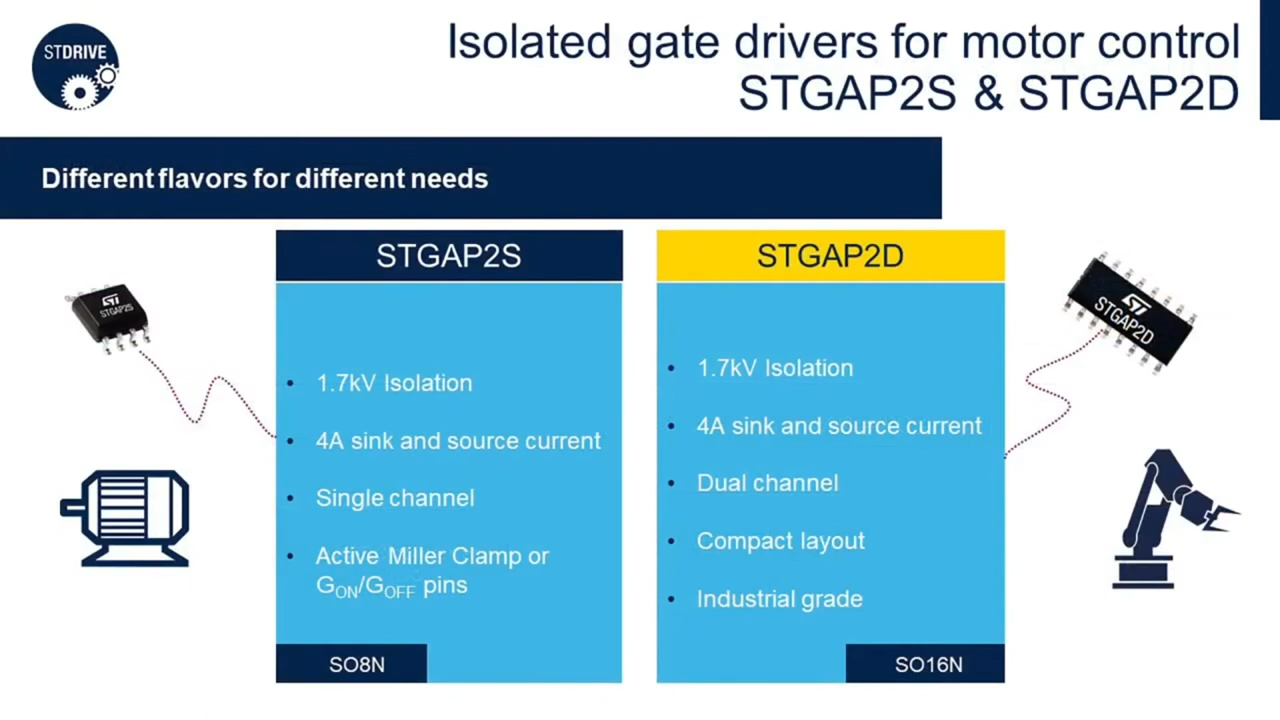 STDRIVE
Isolated gate drivers for motor control
STGAP2S & STGAP2D
Different flavors for different needs
STGAP2S
• 1.7kV Isolation
• 4A sink and source current
• Single channel
• Active Miller Clamp or
GON/GOFF pins
SO8N
STGAP2D
• 1.7kV Isolation
• 4A sink and source current
• Dual channel
• Compact layout
• Industrial grade
SO16N
ST
STGAP2S
ST
STGAP2D